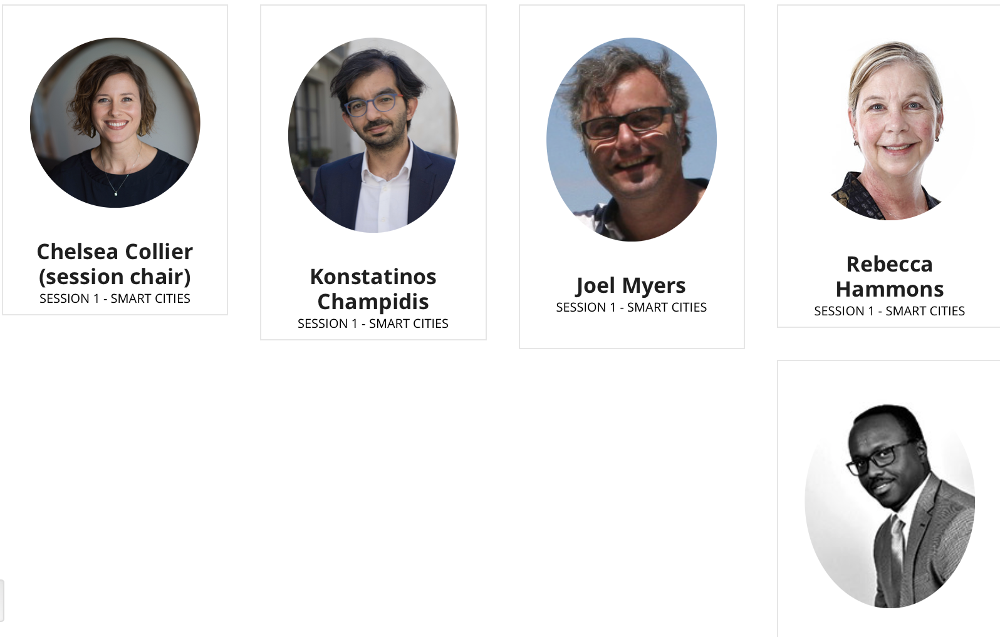 Chelsea Collier
(session chair)
SESSION 1 - SMART CITIES
Konstatinos
Champidis
SESSION 1 - SMART CITIES
Joel Myers
SESSION 1 - SMART CITIES
Rebecca
Hammons
SESSION 1 - SMART CITIES